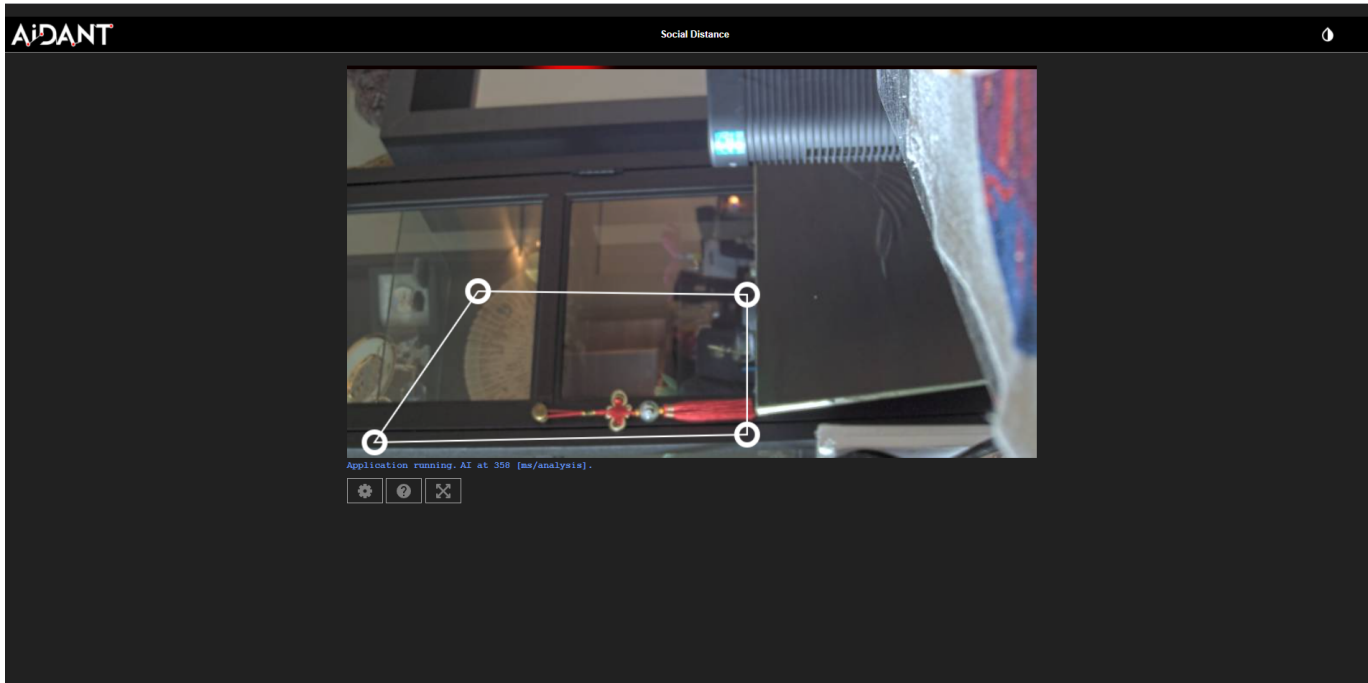 AiDANT
Social Distance
Application running. AI at 358 [ms/analysis].